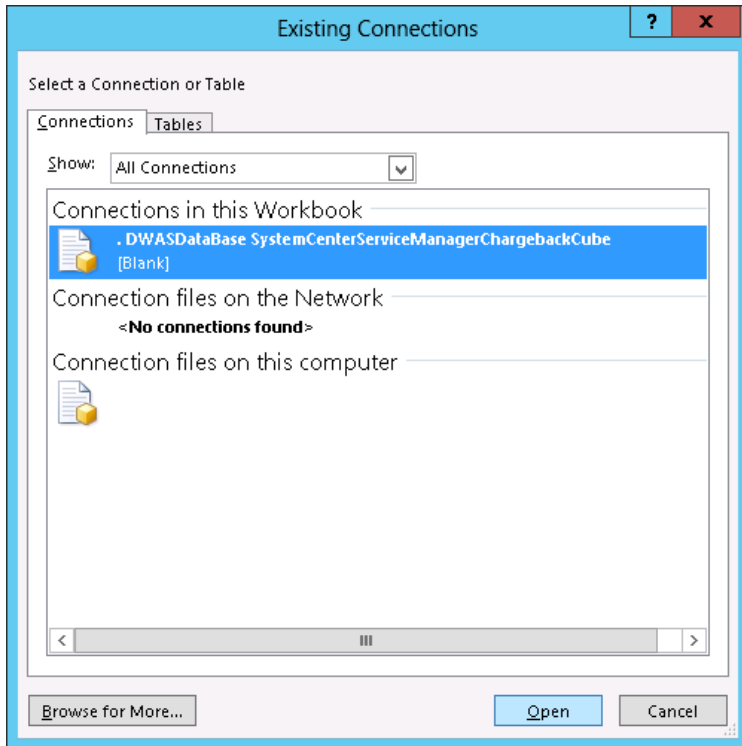 Existing Connections
? x
Select a Connection or Table
Connections Tables
Show: All Connections
Connections in this Workbook
. DWASDataBase SystemCenterServiceManagerChargebackCube
[Blank]
Connection files on the Network
<No connections found>
Connection files on this computer
Browse for More... Open Cancel